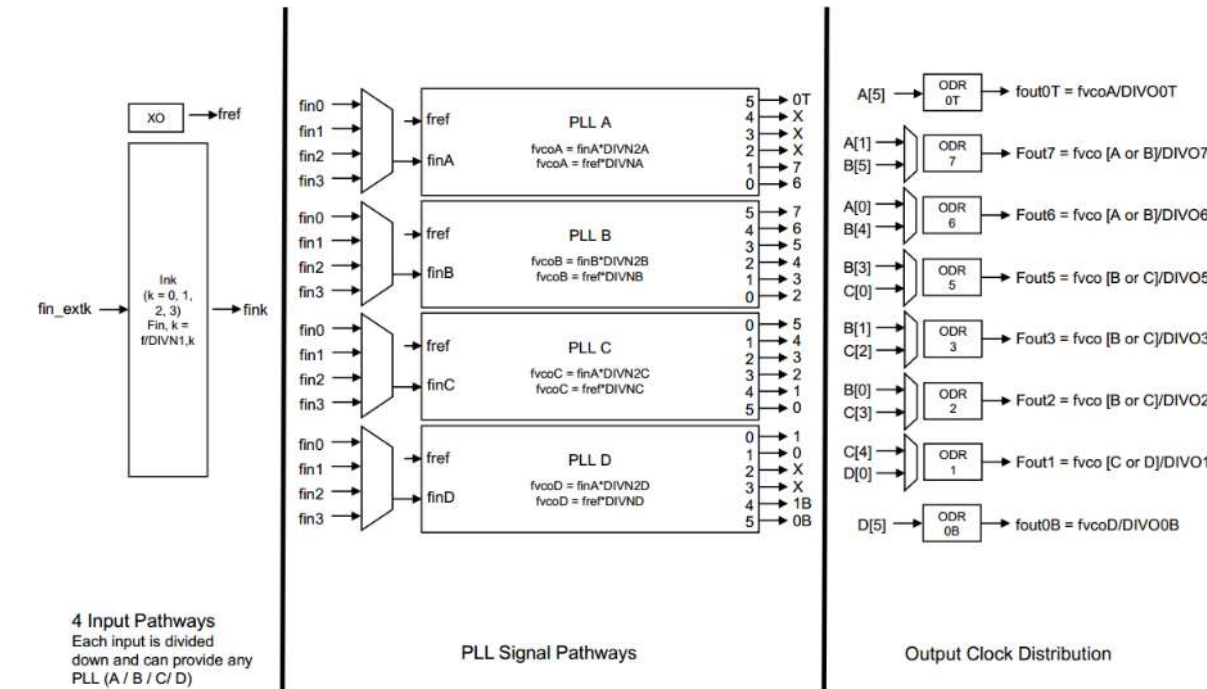 XO
fref
fin_extk
Ink
(k = 0, 1,
2, 3)
Fin, k =
f/DIVN1,k
fink
4 Input Pathways
Each input is divided
down and can provide any
PLL (A / B / C/ D)
fin0
fin1
fin2
fin3
fref
finA
PLL A
fvcoA = finA*DIVN2A
fvcoA = fref*DIVNA
5
4
3
2
1
0
0T
X
X
X
7
6
fin0
fin1
fin2
fin3
fref
finB
PLL B
fvcoB = finB*DIVN2B
fvcoB = fref*DIVNB
5
4
3
2
1
0
7
6
5
4
3
2
fin0
fin1
fin2
fin3
fref
finC
PLL C
fvcoC = finA*DIVN2C
fvcoC = fref*DIVNC
0
1
2
3
4
5
5
4
3
2
1
0
fin0
fin1
fin2
fin3
fref
finD
PLL D
fvcoD = finA*DIVN2D
fvcoD = fref*DIVND
0
1
2
3
4
5
1
0
X
X
1B
0B
PLL Signal Pathways
A[5]
ODR
0T
fout0T = fvcoA/DIVO0T
A[1]
B[5]
ODR
7
Fout7 = fvco [A or B]/DIVO7
A[0]
B[4]
ODR
6
Fout6 = fvco [A or B]/DIVO6
B[3]
C[0]
ODR
5
Fout5 = fvco [B or C]/DIVO5
B[1]
C[2]
ODR
3
Fout3 = fvco [B or C]/DIVO3
B[0]
C[3]
ODR
2
Fout2 = fvco [B or C]/DIVO2
C[4]
D[0]
ODR
1
Fout1 = fvco [C or D]/DIVO1
D[5]
ODR
0B
fout0B = fvcoD/DIVO0B
Output Clock Distribution